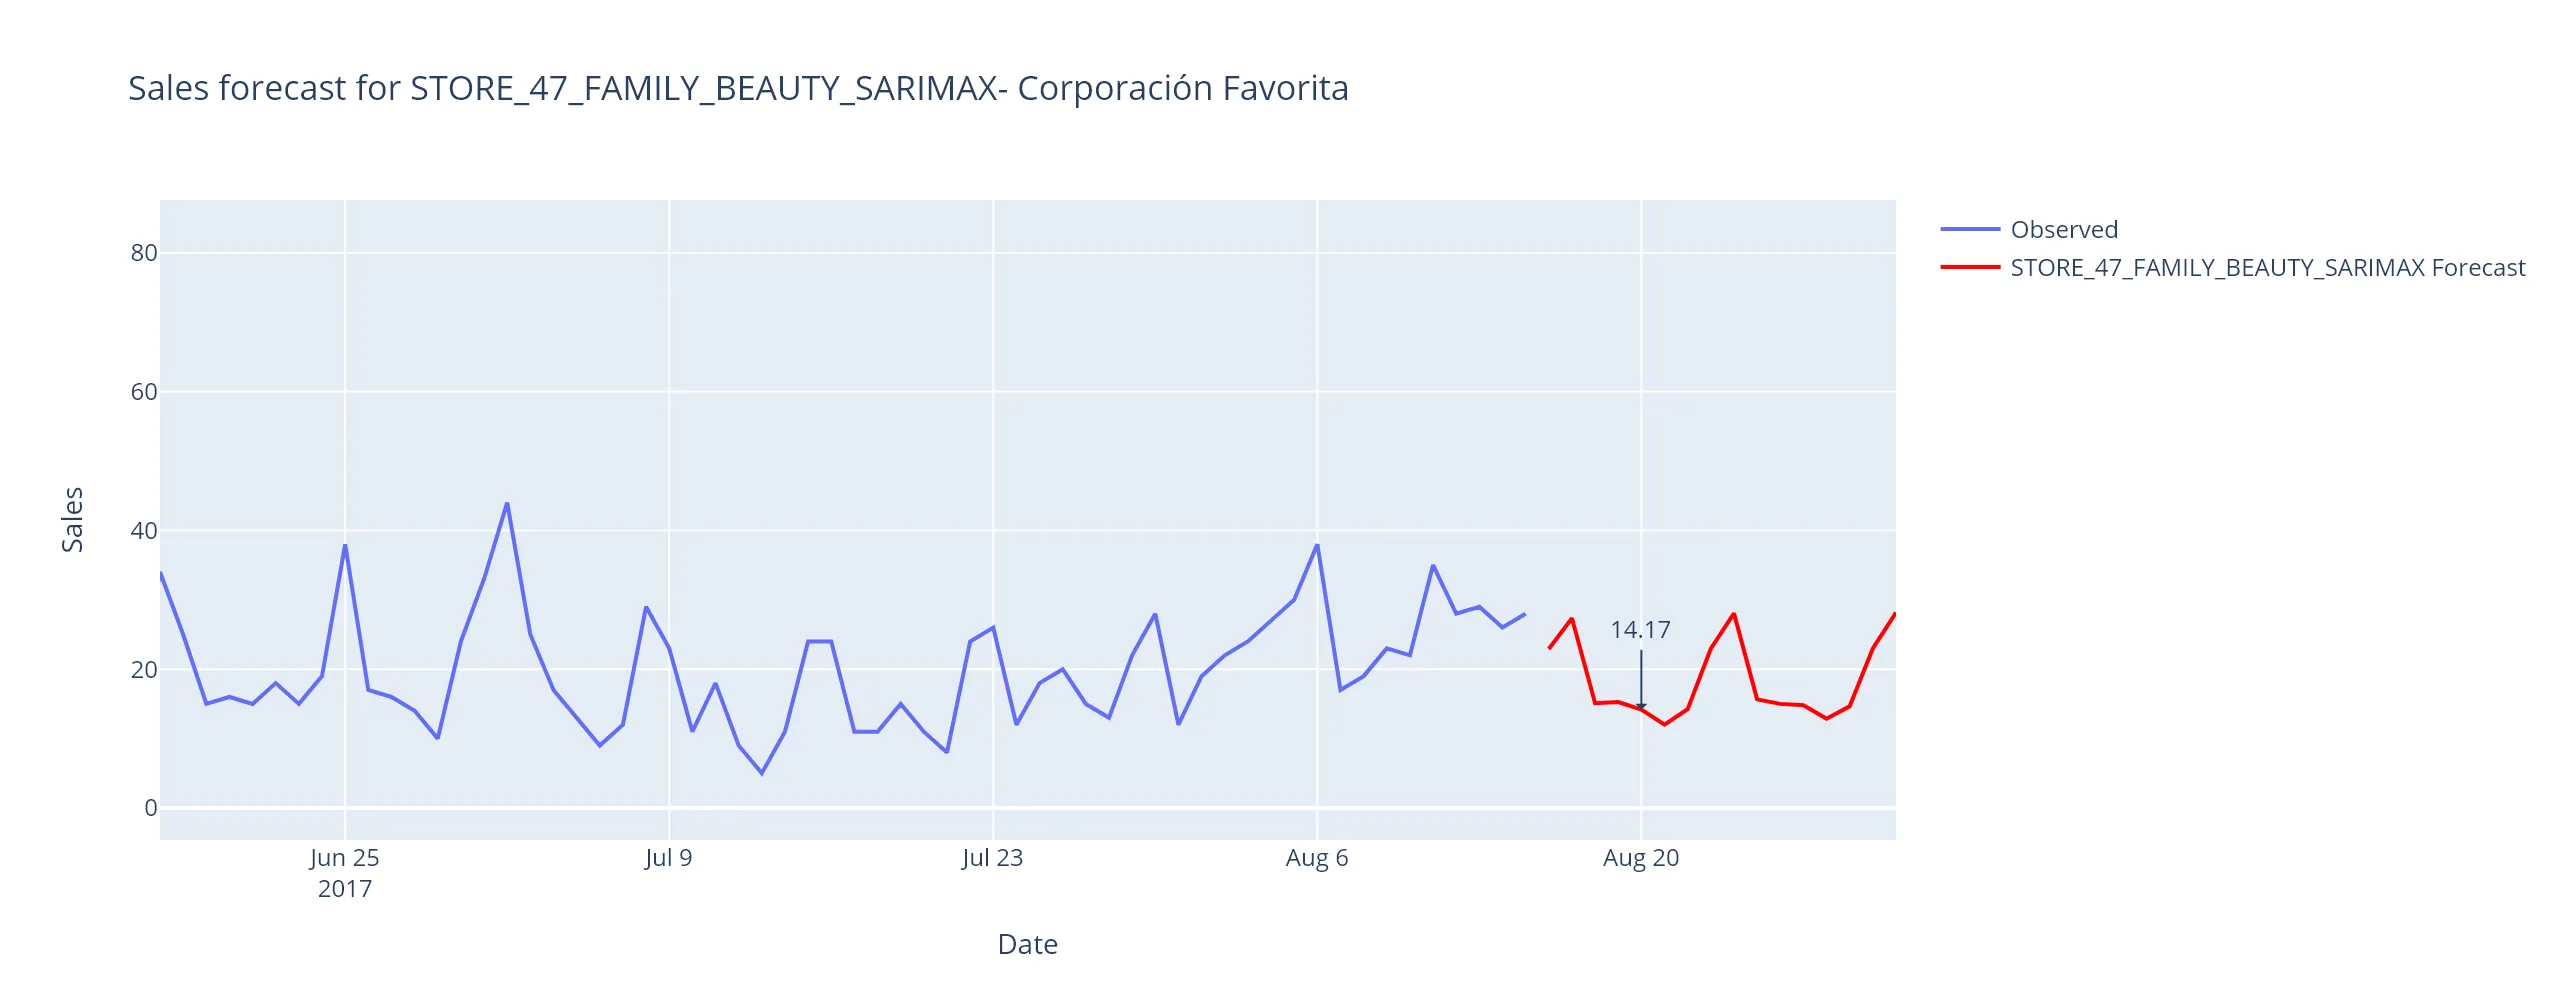 Sales forecast for STORE_47_FAMILY_BEAUTY_SARIMAX- Corporación Favorita
Observed
STORE_47_FAMILY_BEAUTY_SARIMAX Forecast
80
60
40
20
0
Sales
14.17
Jun 25
2017
Jul 9
Jul 23
Aug 6
Aug 20
Date